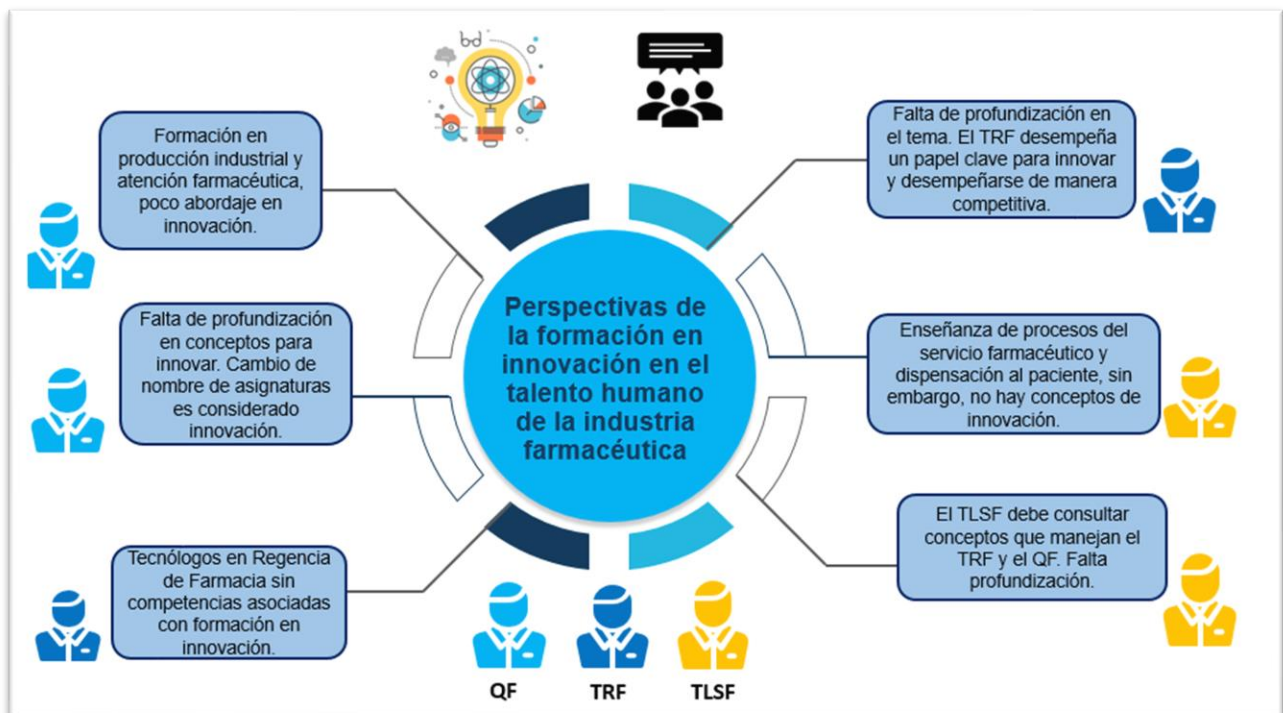 Formación en
producción industrial y
atención farmacéutica,
poco abordaje en
innovación.
Falta de profundización
en conceptos para
innovar. Cambio de
nombre de asignaturas
es considerado
innovación.
Tecnólogos en Regencia
de Farmacia sin
competencias asociadas
con formación en
innovación.
Perspectivas de
la formación en
innovación en el
talento humano
de la industria
farmacéutica
Falta de profundización en
el tema. El TRF desempeña
un papel clave para innovar
y desempeñarse de manera
competitiva.
Enseñanza de procesos del
servicio farmacéutico y
dispensación al paciente, sin
embargo, no hay conceptos de
innovación.
El TLSF debe consultar
conceptos que manejan el
TRF y el QF. Falta
profundización.
QF
TRF
TLSF